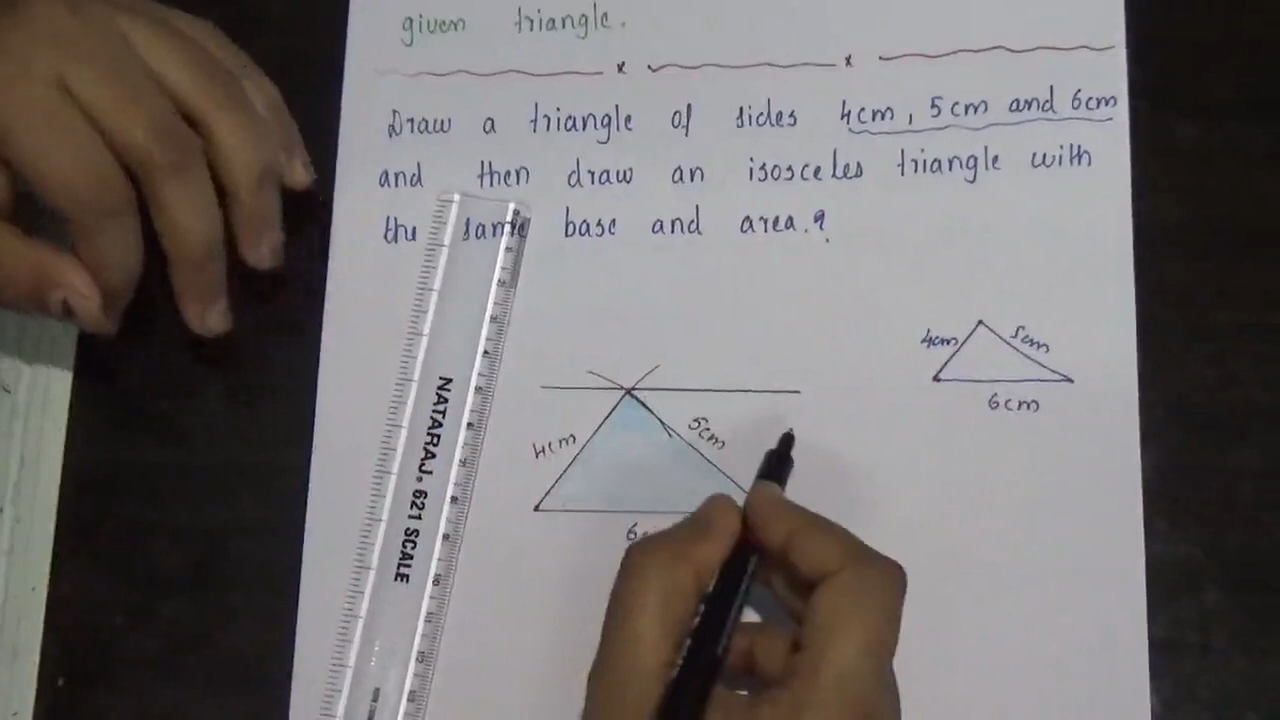 given triangle.
Draw a triangle of sides 4cm, 5cm and 6cm
and then draw an isosceles triangle with
the same base and area.?
4cm
5cm
6cm
4cm
5cm
NATARAJ 621 SCALE